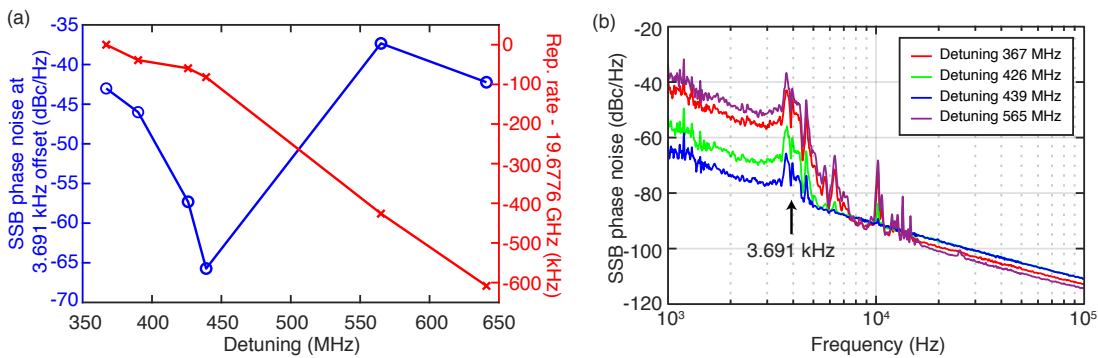 (a)
SSB phase noise at
3.691 kHz offset (dBc/Hz)
-35
-40
-45
-50
-55
-60
-65
-70
350
400
450
500
550
600
650
Detuning (MHz)
0
-100
-200
-300
-400
-500
-600
Rep. rate - 19.6776 GHz
(kHz)
(b)
SSB phase noise (dBc/Hz)
-20
-40
-60
-80
-100
-120
Detuning 367 MHz
Detuning 426 MHz
Detuning 439 MHz
Detuning 565 MHz
3.691 kHz
10³
10⁴
10⁵
Frequency (Hz)